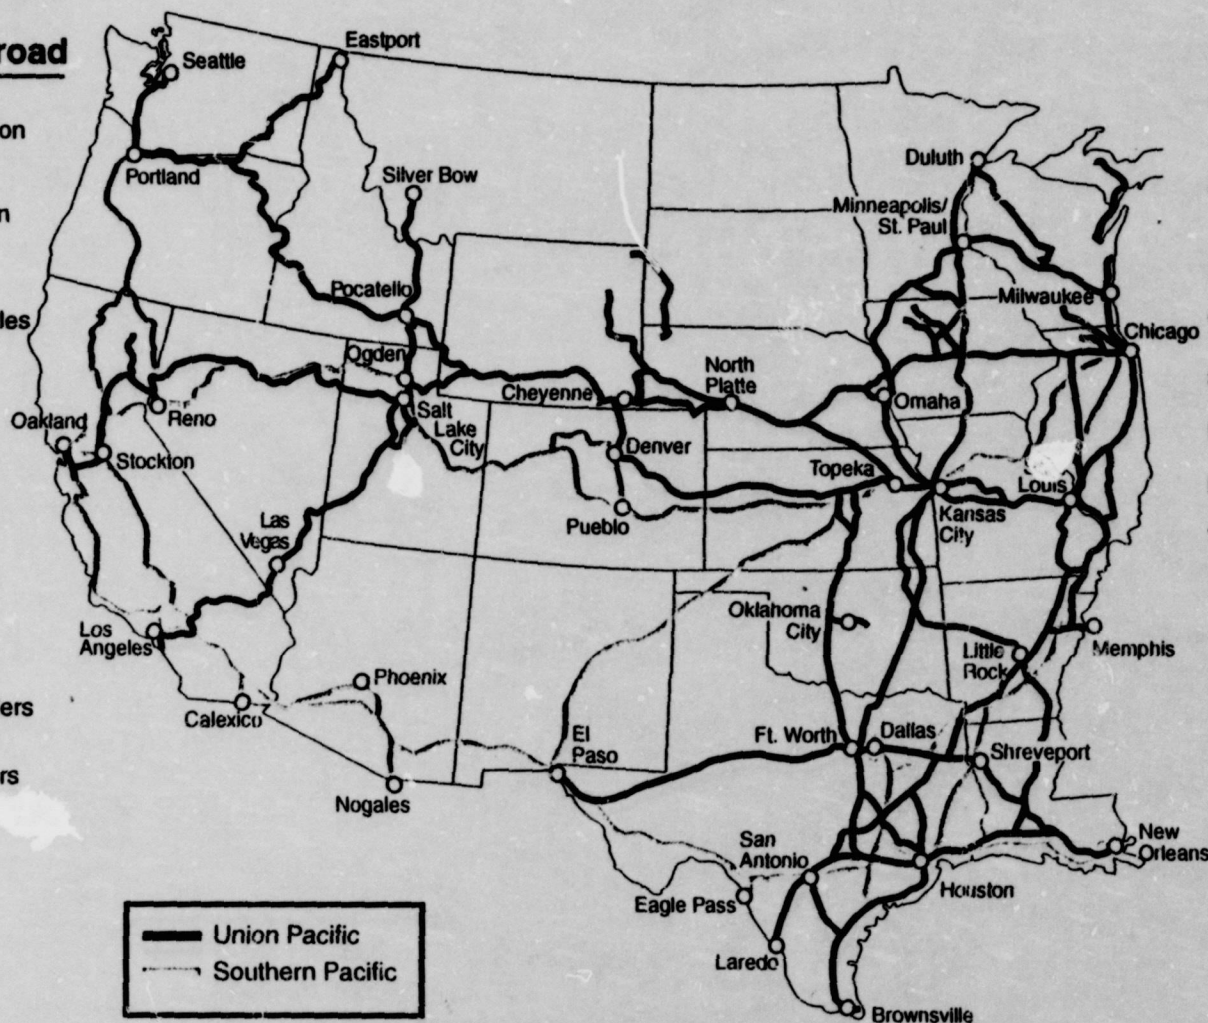 road
Eastport
Seattle
on
Duluth
Portland
Silver Bow
n
Minneapolis/
St. Paul
Pocatello
Milwaukee
les
Chicago
Ogden
North
Platte
Cheyenne
Omaha
Reno
Salt
Lake
City
Oakland
Denver
Stockton
Topeka
Louis
Pueblo
Kansas
City
Las
Vegas
Oklahoma
City
Los
Angeles
Little
Rock
Memphis
Phoenix
ers
Calexico
El
Paso
Ft. Worth
Dallas
Shreveport
rs
Nogales
New
Orleans
San
Antonio
Houston
Eagle Pass
Union Pacific
Southern Pacific
Laredo
Brownsville